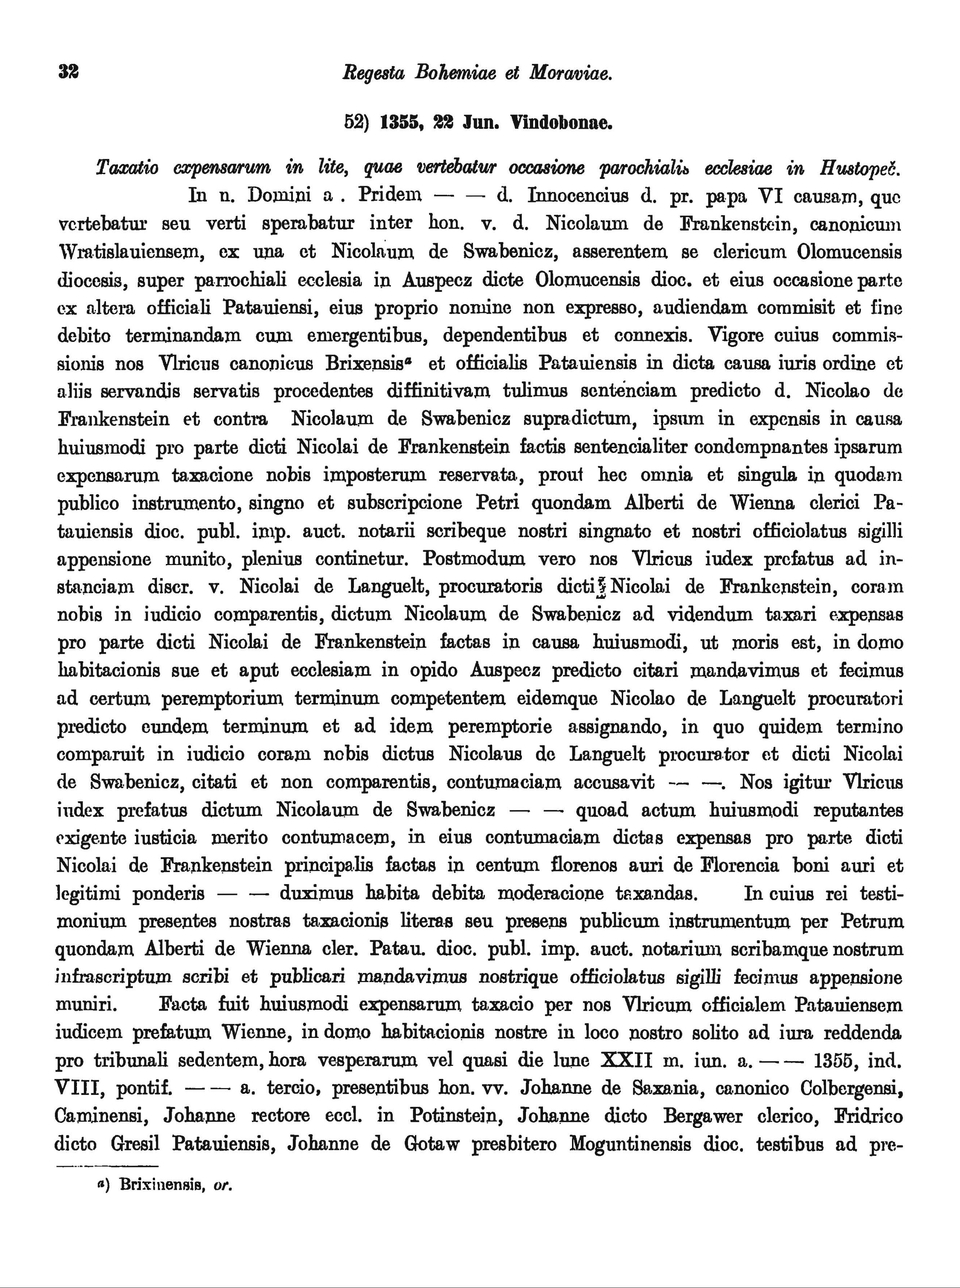 32 Regesta Bohemiae et Moraviae.
52) 1355, 22 Jun. Vindobonae.
Taxatio expensarum in lite, quae vertebatur occasione parochialis ecclesiae in Hustopeč.
In n. Domini a . Pridem — — d. Innocencius d. pr. papa VI causam, que
vertebatur seu verti sperabatur inter hon. v. d. Nicolaum de Frankenstein, canonicum
Wratislauiensem, ex una et Nicolaum de Swabenicz, asserentem se clericum Olomucensis
diocesis, super parrochiali ecclesia in Auspecz dicte Olomucensis dioc. et eius occasione parte
ex altera officiali Patauiensi, eius proprio nomine non expresso, audiendam commisit et fine
debito terminandam cum emergentibus, dependentibus et connexis. Vigore cuius commis-
sionis nos Vlricus canonicus Brixensisᵃ et officialis Patauiensis in dicta causa iuris ordine et
aliis servandis servatis procedentes diffinitivam tulimus sentenciam predicto d. Nicolao de
Frankenstein et contra Nicolaum de Swabenicz supradictum, ipsum in expensis in causa
huiusmodi pro parte dicti Nicolai de Frankenstein factis sentencialiter condempnantes ipsarum
expensarum taxacione nobis imposterum reservata, prout hec omnia et singula in quodam
publico instrumento, singno et subscripcione Petri quondam Alberti de Wienna clerici Pa-
tauiensis dioc. publ. imp. auct. notarii scribeque nostri singnato et nostri officiolatus sigilli
appensione munito, plenius continetur. Postmodum vero nos Vlricus iudex prefatus ad in-
stanciam discr. v. Nicolai de Languelt, procuratoris dicti Nicolai de Frankenstein, coram
nobis in iudicio comparentis, dictum Nicolaum de Swabenicz ad videndum taxari expensas
pro parte dicti Nicolai de Frankenstein factas in causa huiusmodi, ut moris est, in domo
habitacionis sue et aput ecclesiam in opido Auspecz predicto citari mandavimus et fecimus
ad certum peremptorium terminum competentem eidemque Nicolao de Languelt procuratori
predicto eundem terminum et ad idem peremptorie assignando, in quo quidem termino
comparuit in iudicio coram nobis dictus Nicolaus de Languelt procurator et dicti Nicolai
de Swabenicz, citati et non comparentis, contumaciam accusavit — —. Nos igitur Vlricus
iudex prefatus dictum Nicolaum de Swabenicz — — quoad actum huiusmodi reputantes
exigente iusticia merito contumacem, in eius contumaciam dictas expensas pro parte dicti
Nicolai de Frankenstein principalis factas in centum florenos auri de Florencia boni auri et
legitimi ponderis — — duximus habita debita moderacione taxandas. In cuius rei testi-
monium presentes nostras taxacionis literas seu presens publicum instrumentum per Petrum
quondam Alberti de Wienna cler. Patau. dioc. publ. imp. auct. notarium scribamque nostrum
infrascriptum scribi et publicari mandavimus nostrique officiolatus sigilli fecimus appensione
muniri. Facta fuit huiusmodi expensarum taxacio per nos Vlricum officialem Patauiensem
iudicem prefatum Wienne, in domo habitacionis nostre in loco nostro solito ad iura reddenda
pro tribunali sedentem, hora vesperarum vel quasi die lune XXII m. iun. a. — — 1355, ind.
VIII, pontif. — — a. tercio, presentibus hon. vv. Johanne de Saxania, canonico Colbergensi,
Caminensi, Johanne rectore eccl. in Potinstein, Johanne dicto Bergawer clerico, Fridrico
dicto Gresil Patauiensis, Johanne de Gotaw presbitero Moguntinensis dioc. testibus ad pre-
ᵃ) Brixinensis, or.